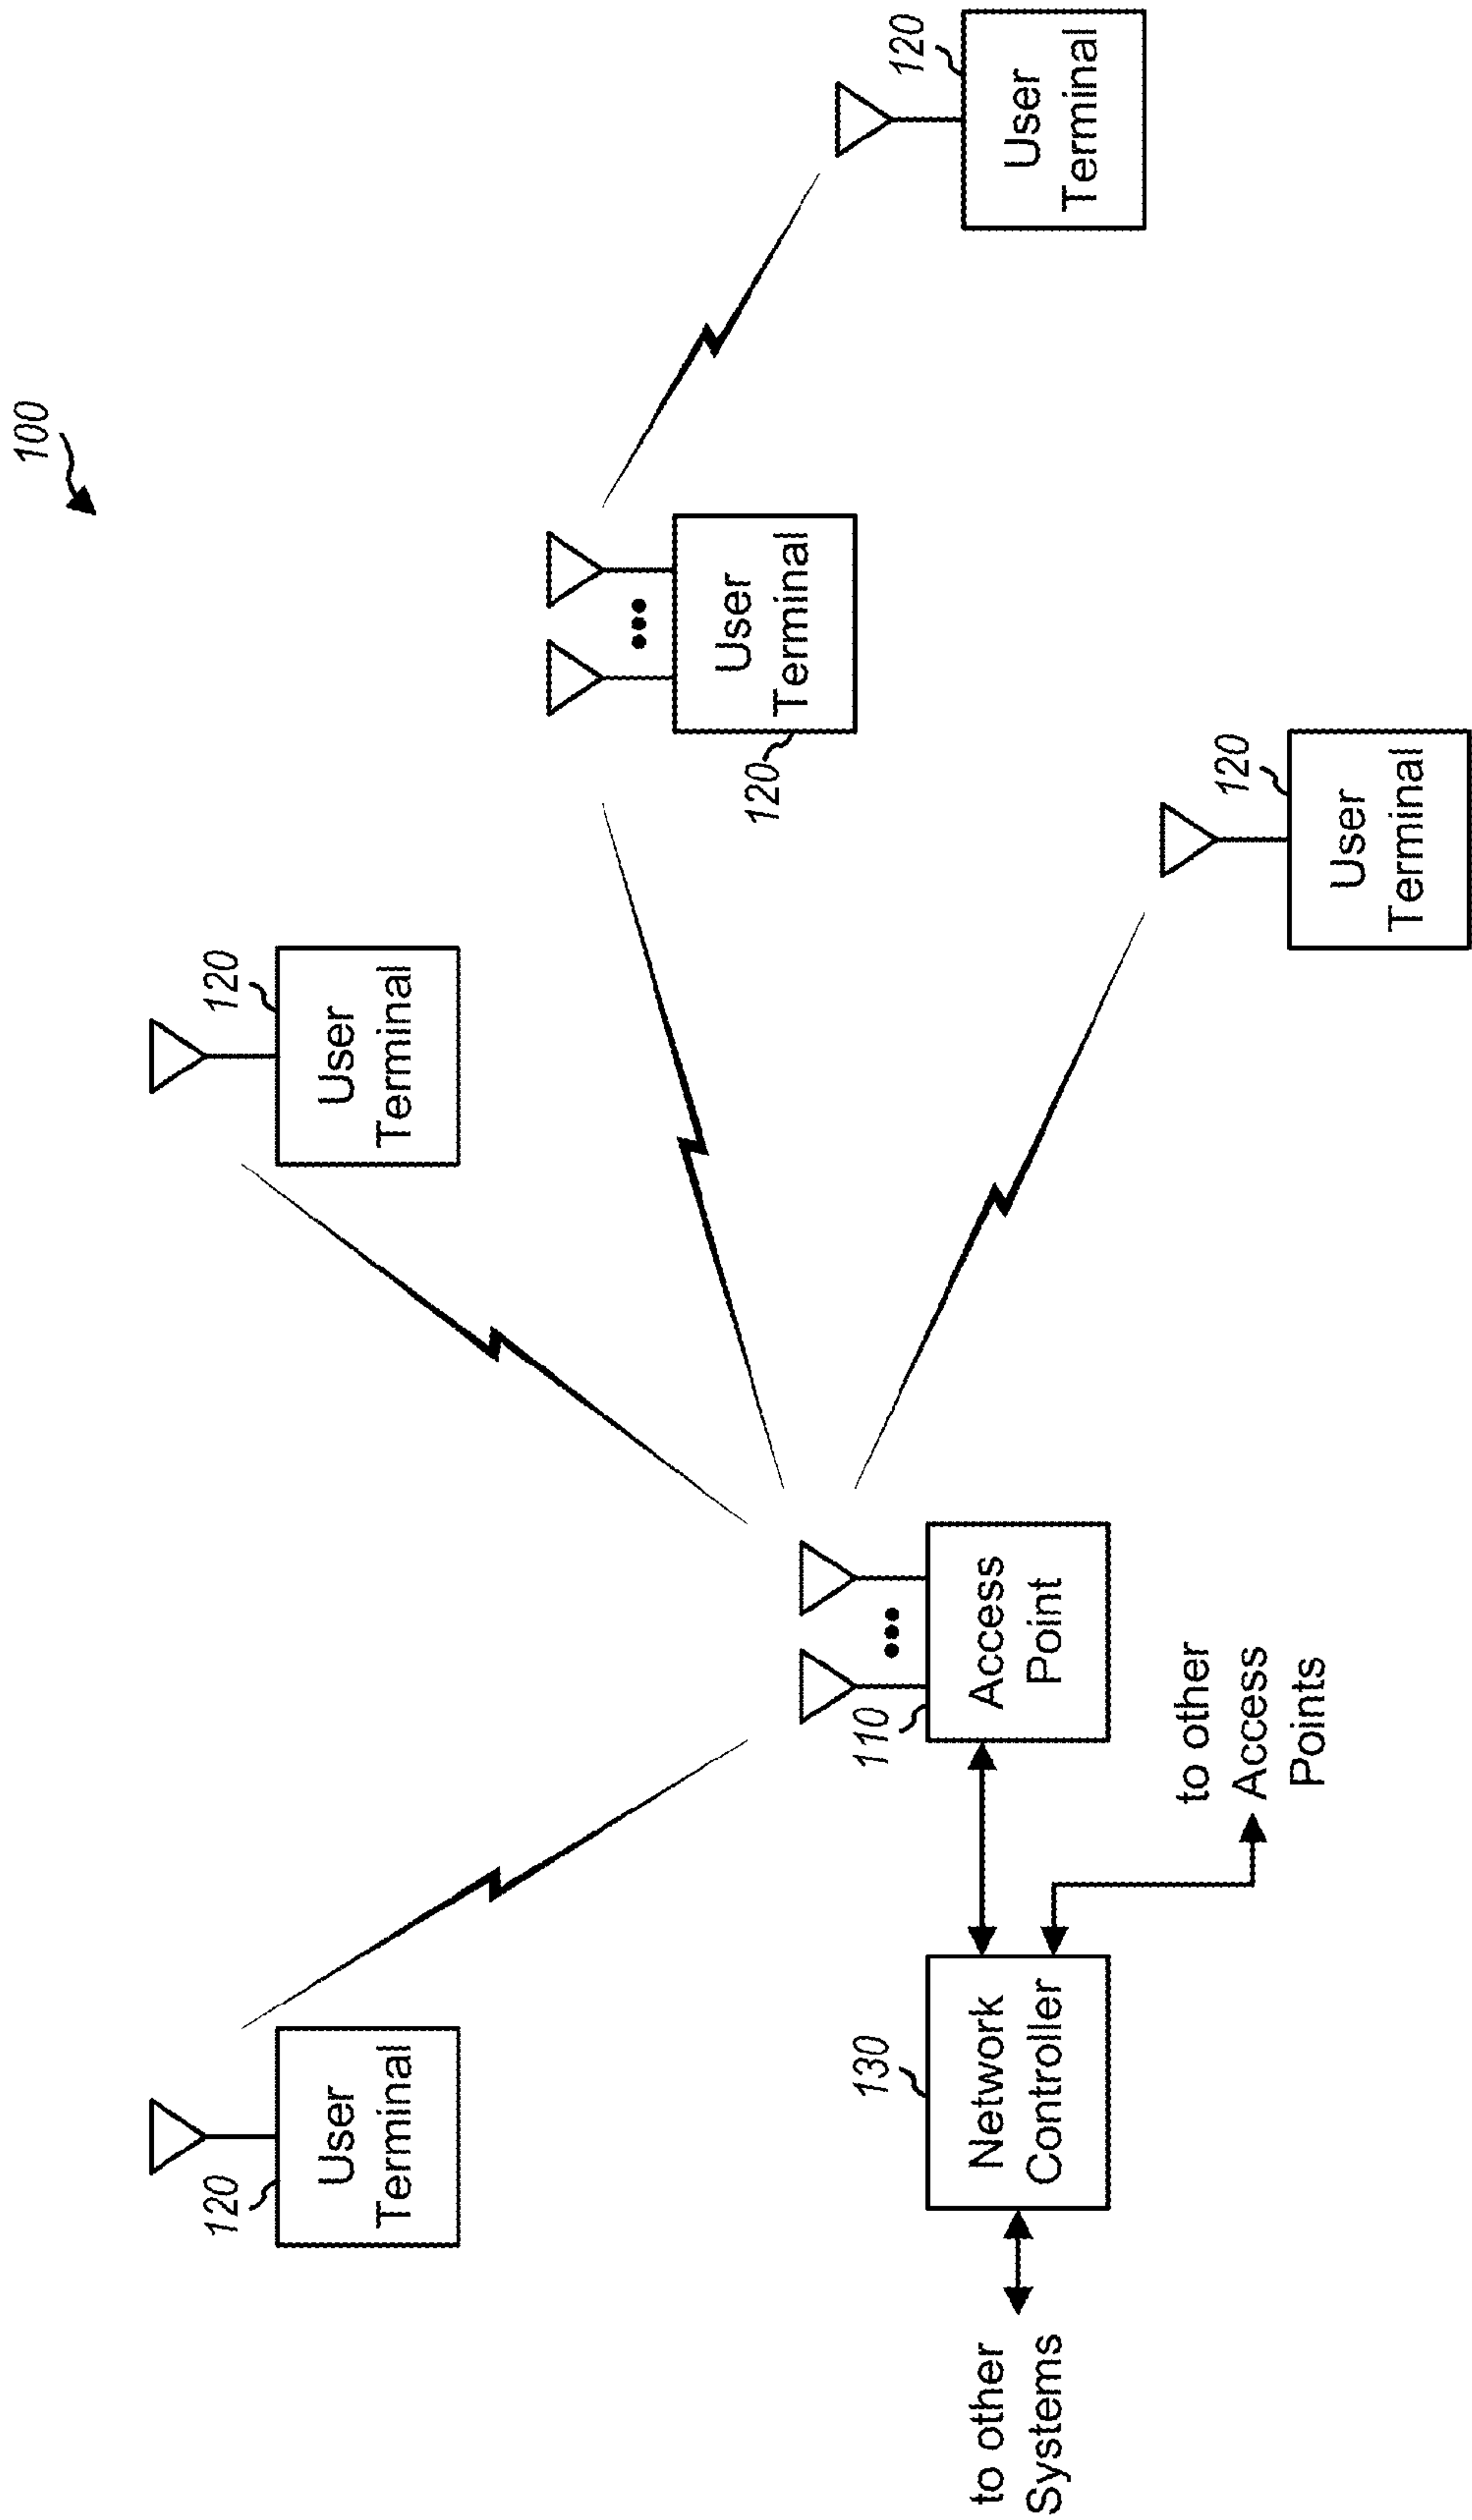 100
120
User
Terminal
120
User
Terminal
User
Terminal
120
120
User
Terminal
120
User
Terminal
110
Access
Point
130
Network
Controller
to other
Access
Points
to other
Systems